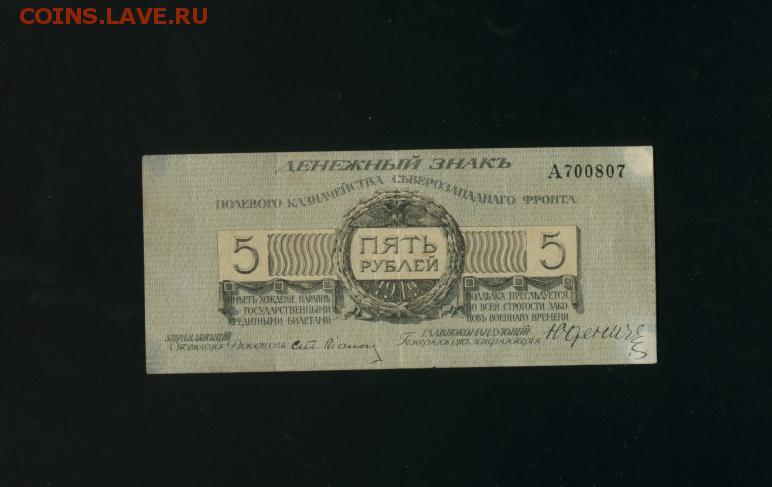 COINS.LAVE.RU
ДЕНЕЖНЫЙ ЗНАКЪ
А700807
ПОЛЕВОГО КАЗНАЧЕЙСТВА СѢВЕРОЗАПАДНАГО ФРОНТА
5
ПЯТЬ
РУБЛЕЙ
5
1919
ИМѢЕТЪ ХОЖДЕНІЕ НАРАВНѢ
СЪ ГОСУДАРСТВЕННЫМИ
КРЕДИТНЫМИ БИЛЕТАМИ
ПОДДѢЛКА ПРЕСЛѢДУЕТСЯ
ПО ВСЕЙ СТРОГОСТИ ЗАКО
НОВЪ ВОЕННАГО ВРЕМЕНИ
УПРАВЛЯЮЩІЙ
ГЛАВНОКОМАНДУЮЩІЙ
Генералъ отъ инфантеріи
Юденичъ